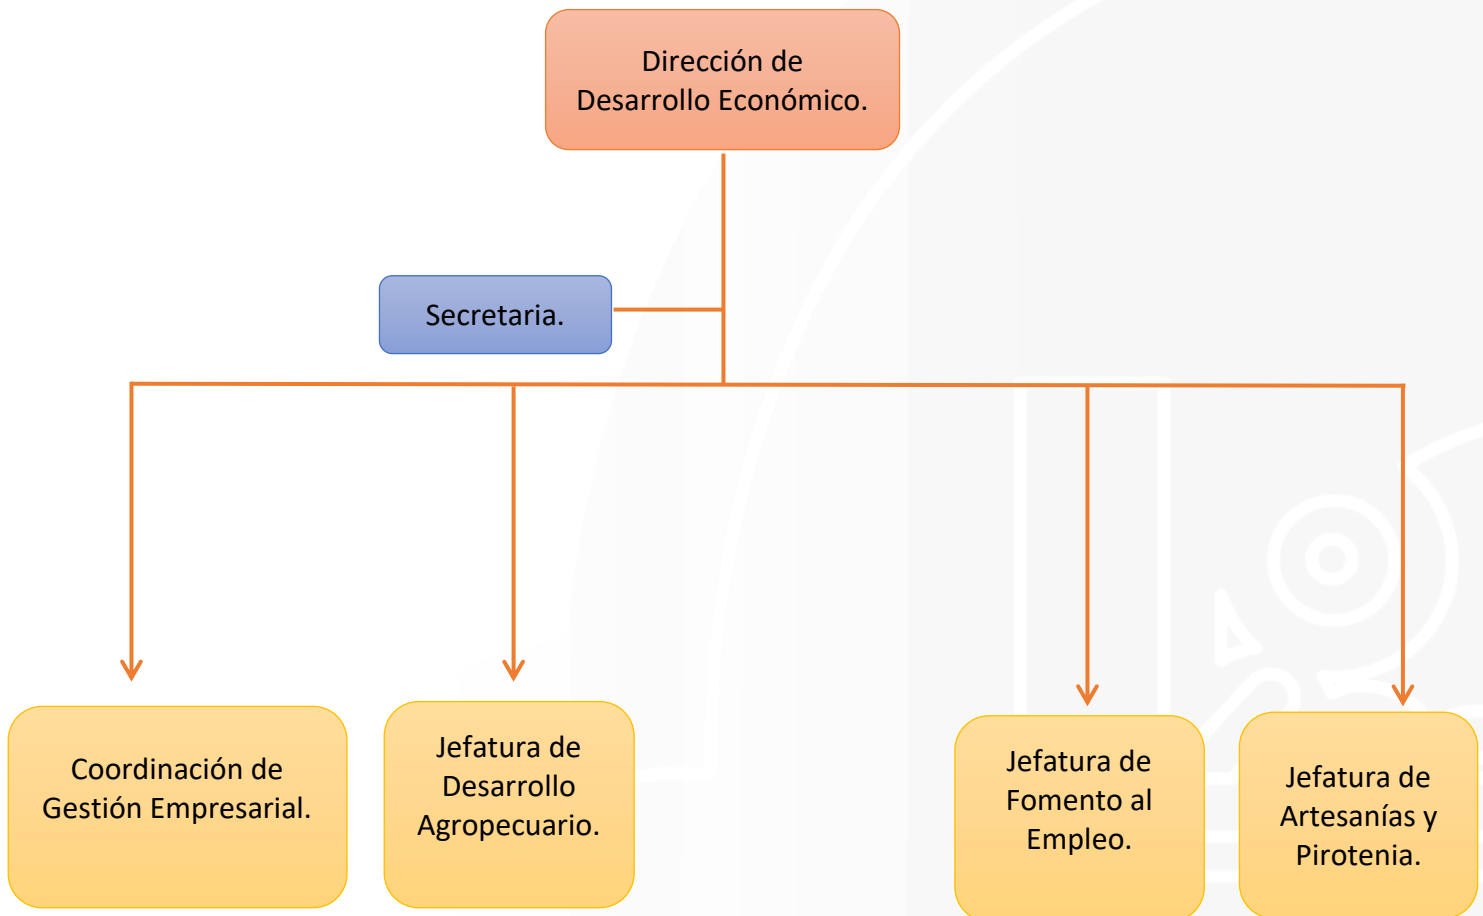 Dirección de
Desarrollo Económico.
Secretaria.
Coordinación de
Gestión Empresarial.
Jefatura de
Desarrollo
Agropecuario.
Jefatura de
Fomento al
Empleo.
Jefatura de
Artesanías y
Pirotenia.